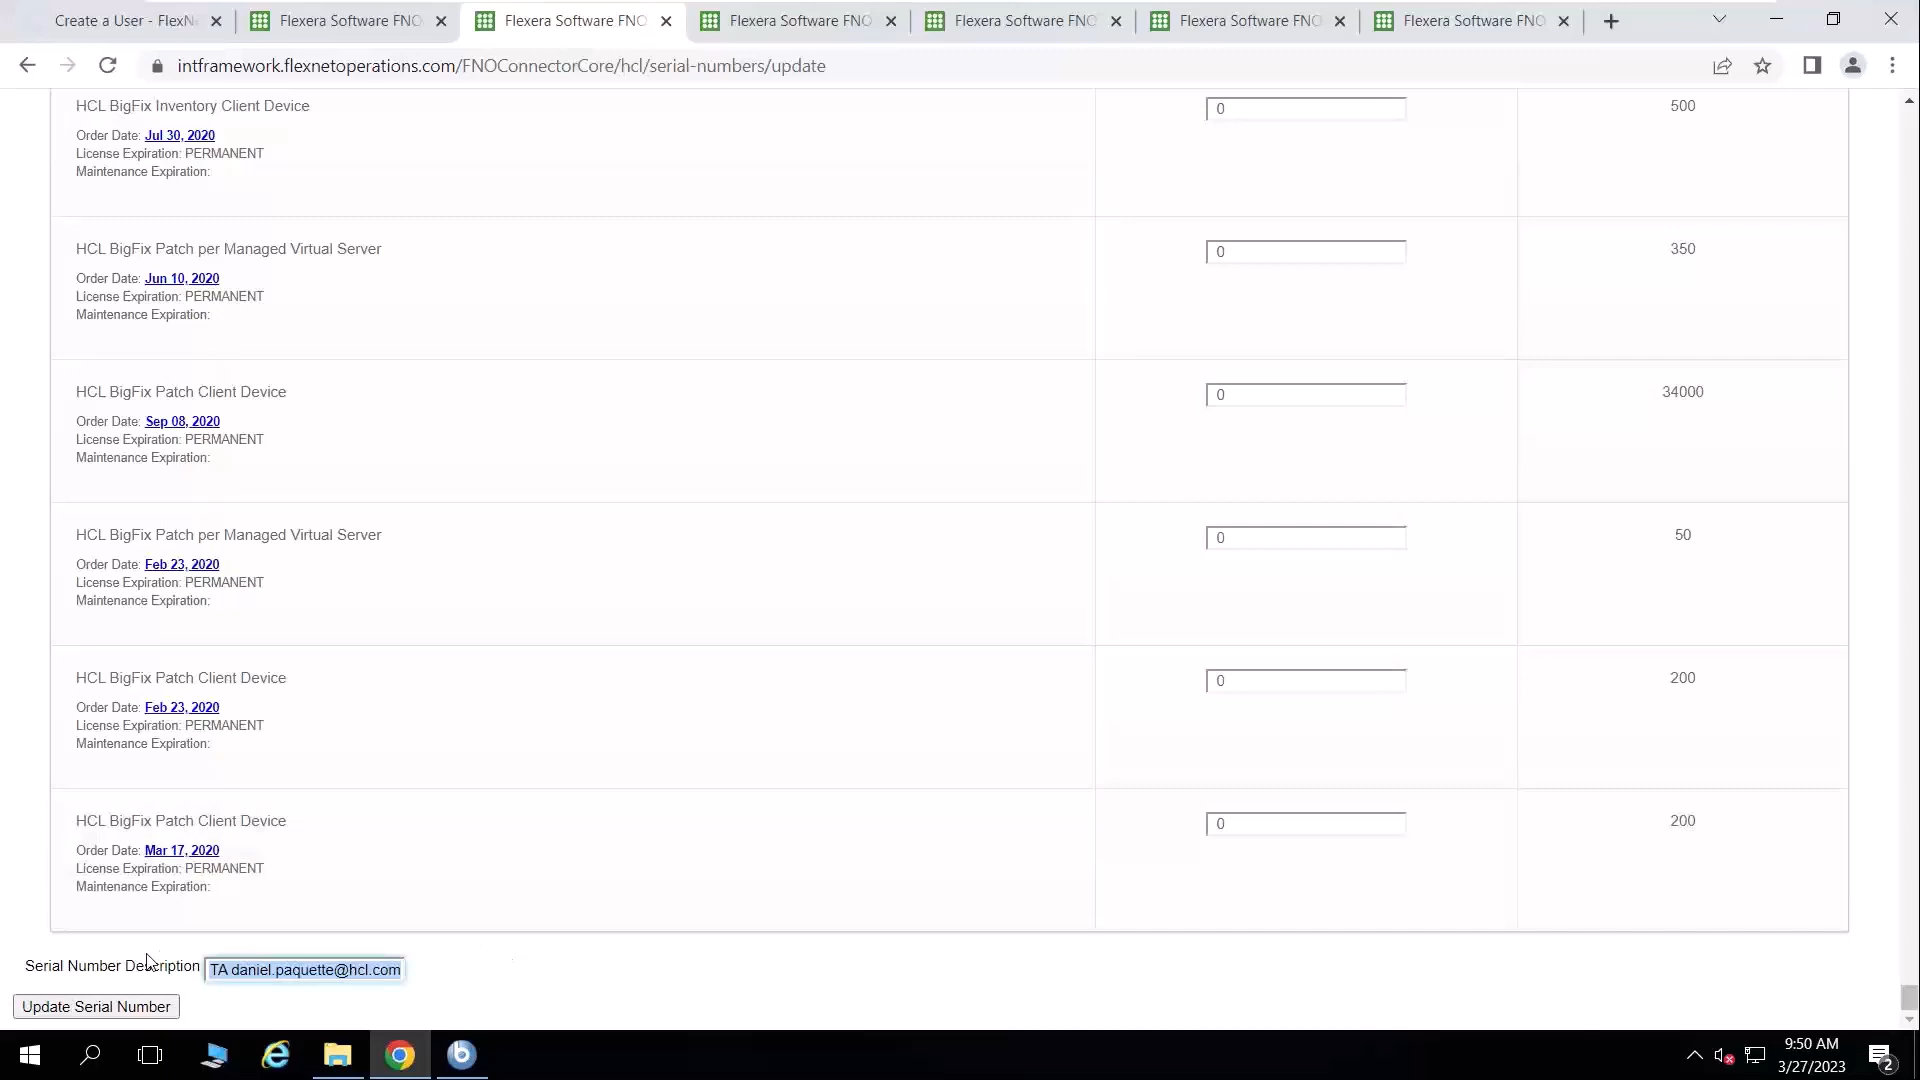 Create a User - FlexN
Flexera Software FNO
Flexera Software FNO
Flexera Software FNO
Flexera Software FNO
Flexera Software FNO
Flexera Software FNO
intframework.flexnetoperations.com/FNOConnectorCore/hcl/serial-numbers/update
HCL BigFix Inventory Client Device
0
500
Order Date: Jul 30, 2020
License Expiration: PERMANENT
Maintenance Expiration:
HCL BigFix Patch per Managed Virtual Server
0
350
Order Date: Jun 10, 2020
License Expiration: PERMANENT
Maintenance Expiration:
HCL BigFix Patch Client Device
0
34000
Order Date: Sep 08, 2020
License Expiration: PERMANENT
Maintenance Expiration:
HCL BigFix Patch per Managed Virtual Server
0
50
Order Date: Feb 23, 2020
License Expiration: PERMANENT
Maintenance Expiration:
HCL BigFix Patch Client Device
0
200
Order Date: Feb 23, 2020
License Expiration: PERMANENT
Maintenance Expiration:
HCL BigFix Patch Client Device
0
200
Order Date: Mar 17, 2020
License Expiration: PERMANENT
Maintenance Expiration:
Serial Number Description TA daniel.paquette@hcl.com
Update Serial Number
9:50 AM
3/27/2023
2